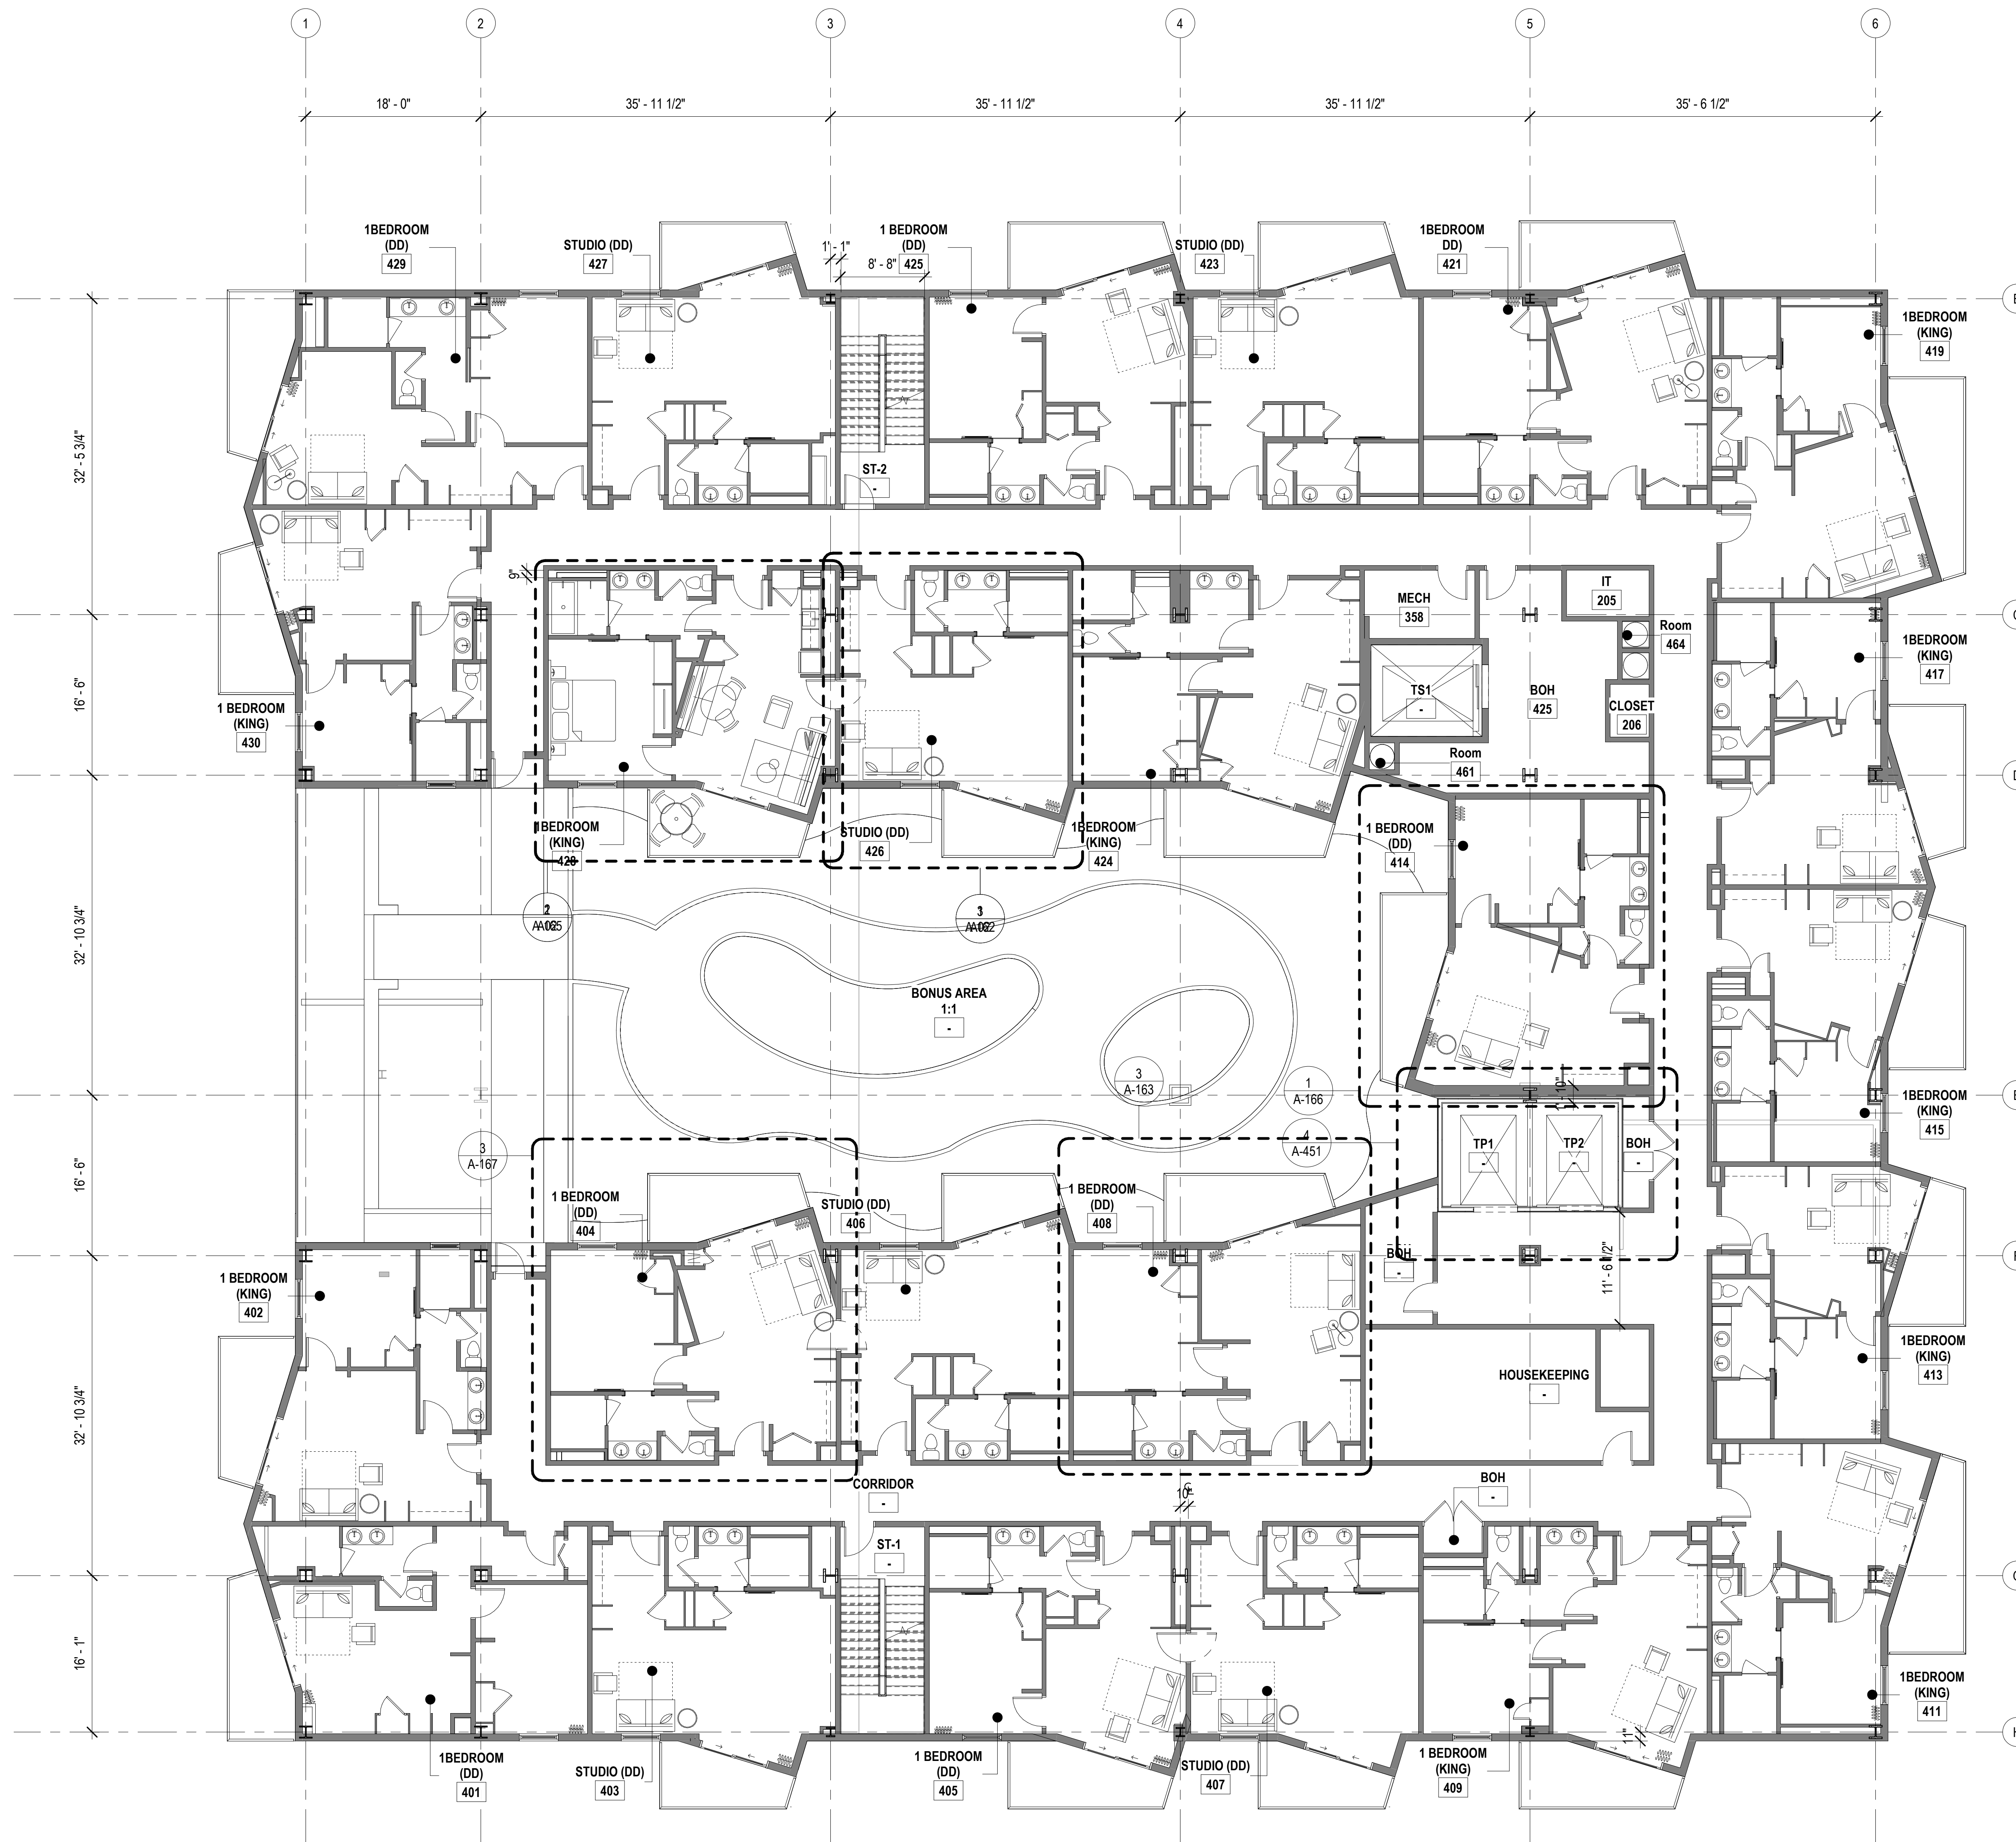 1
2
3
4
5
6
18' - 0"
35' - 11 1/2"
35' - 11 1/2"
35' - 11 1/2"
35' - 6 1/2"
1BEDROOM
(DD)
429
STUDIO (DD)
427
1' - 1"
8' - 8"
1 BEDROOM
(DD)
425
STUDIO (DD)
423
1BEDROOM
DD)
421
1BEDROOM
(KING)
419
32' - 5 3/4"
ST-2
-
9"
MECH
358
IT
205
Room
464
1BEDROOM
(KING)
417
16' - 6"
1 BEDROOM
(KING)
430
TS1
-
BOH
425
CLOSET
206
Room
461
1BEDROOM
(KING)
428
STUDIO (DD)
426
1BEDROOM
(KING)
424
1 BEDROOM
(DD)
414
32' - 10 3/4"
BONUS AREA
1:1
-
3
A-163
1
A-166
1' - 10"
1BEDROOM
(KING)
415
16' - 6"
3
A-167
4
A-451
TP1
-
TP2
-
BOH
-
1 BEDROOM
(DD)
404
STUDIO (DD)
406
1 BEDROOM
(DD)
408
BOH
-
11' - 6 1/2"
1 BEDROOM
(KING)
402
1BEDROOM
(KING)
413
HOUSEKEEPING
-
32' - 10 3/4"
CORRIDOR
-
10"
BOH
-
ST-1
-
16' - 1"
1BEDROOM
(KING)
411
11"
1BEDROOM
(DD)
401
STUDIO (DD)
403
1 BEDROOM
(DD)
405
STUDIO (DD)
407
1 BEDROOM
(KING)
409